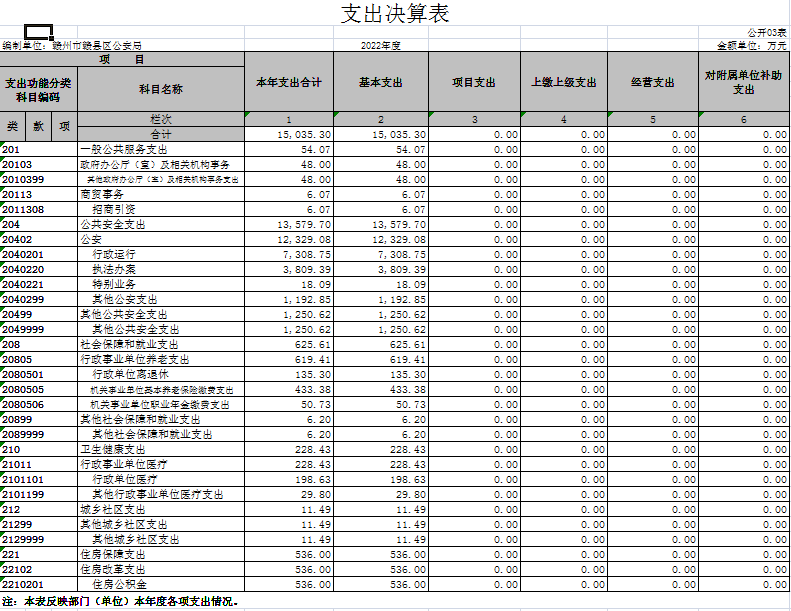 支出决算表
公开03表
编制单位：赣州市赣县区公安局 2022年度 金额单位：万元
项 目 本年支出合计 基本支出 项目支出 上缴上级支出 经营支出 对附属单位补助支出
支出功能分类科目编码 科目名称
类 款 项 栏次 1 2 3 4 5 6
合计 15,035.30 15,035.30 0.00 0.00 0.00 0.00
201 一般公共服务支出 54.07 54.07 0.00 0.00 0.00 0.00
20103 政府办公厅（室）及相关机构事务 48.00 48.00 0.00 0.00 0.00 0.00
2010399 其他政府办公厅（室）及相关机构事务支出 48.00 48.00 0.00 0.00 0.00 0.00
20113 商贸事务 6.07 6.07 0.00 0.00 0.00 0.00
2011308 招商引资 6.07 6.07 0.00 0.00 0.00 0.00
204 公共安全支出 13,579.70 13,579.70 0.00 0.00 0.00 0.00
20402 公安 12,329.08 12,329.08 0.00 0.00 0.00 0.00
2040201 行政运行 7,308.75 7,308.75 0.00 0.00 0.00 0.00
2040220 执法办案 3,809.39 3,809.39 0.00 0.00 0.00 0.00
2040221 特别业务 18.09 18.09 0.00 0.00 0.00 0.00
2040299 其他公安支出 1,192.85 1,192.85 0.00 0.00 0.00 0.00
20499 其他公共安全支出 1,250.62 1,250.62 0.00 0.00 0.00 0.00
2049999 其他公共安全支出 1,250.62 1,250.62 0.00 0.00 0.00 0.00
208 社会保障和就业支出 625.61 625.61 0.00 0.00 0.00 0.00
20805 行政事业单位养老支出 619.41 619.41 0.00 0.00 0.00 0.00
2080501 行政单位离退休 135.30 135.30 0.00 0.00 0.00 0.00
2080505 机关事业单位基本养老保险缴费支出 433.38 433.38 0.00 0.00 0.00 0.00
2080506 机关事业单位职业年金缴费支出 50.73 50.73 0.00 0.00 0.00 0.00
20899 其他社会保障和就业支出 6.20 6.20 0.00 0.00 0.00 0.00
2089999 其他社会保障和就业支出 6.20 6.20 0.00 0.00 0.00 0.00
210 卫生健康支出 228.43 228.43 0.00 0.00 0.00 0.00
21011 行政事业单位医疗 228.43 228.43 0.00 0.00 0.00 0.00
2101101 行政单位医疗 198.63 198.63 0.00 0.00 0.00 0.00
2101199 其他行政事业单位医疗支出 29.80 29.80 0.00 0.00 0.00 0.00
212 城乡社区支出 11.49 11.49 0.00 0.00 0.00 0.00
21299 其他城乡社区支出 11.49 11.49 0.00 0.00 0.00 0.00
2129999 其他城乡社区支出 11.49 11.49 0.00 0.00 0.00 0.00
221 住房保障支出 536.00 536.00 0.00 0.00 0.00 0.00
22102 住房改革支出 536.00 536.00 0.00 0.00 0.00 0.00
2210201 住房公积金 536.00 536.00 0.00 0.00 0.00 0.00
注：本表反映部门（单位）本年度各项支出情况。